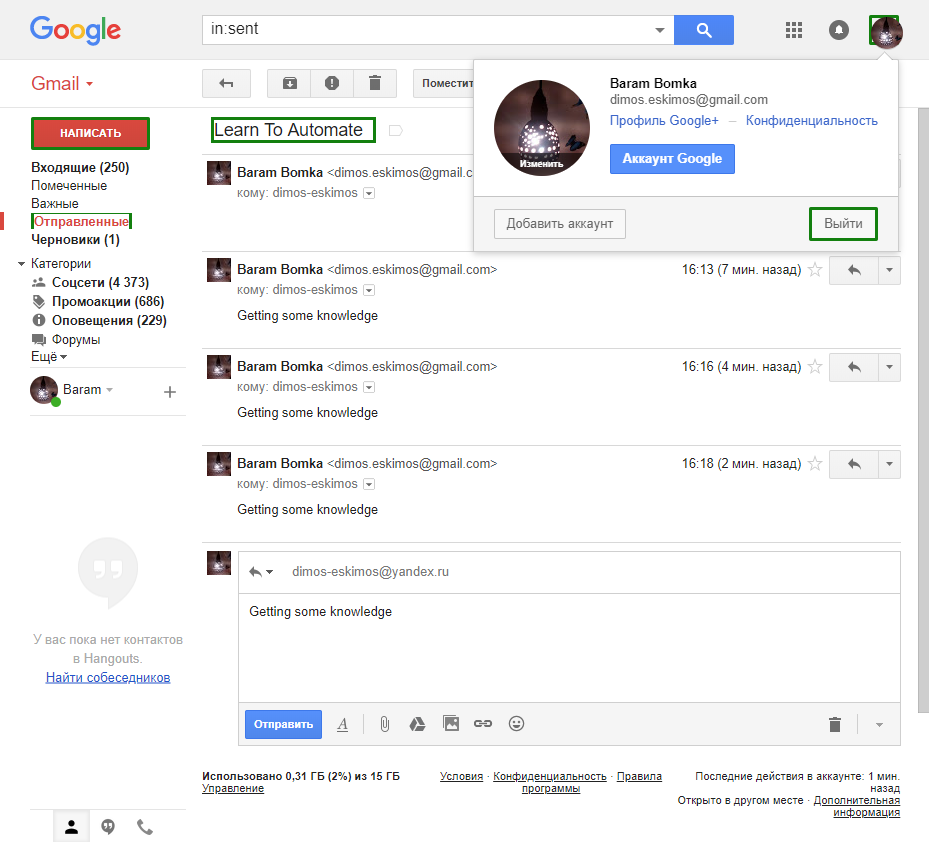 Google
in:sent
Gmail
Поместит
НАПИСАТЬ
Входящие (250)
Помеченные
Важные
Отправленные
Черновики (1)
Категории
Соцсети (4 373)
Промоакции (686)
Оповещения (229)
Форумы
Ещё
Baram
У вас пока нет контактов
в Hangouts.
Найти собеседников
Baram Bomka
dimos.eskimos@gmail.com
Профиль Google+ – Конфиденциальность
Изменить
Аккаунт Google
Добавить аккаунт
Выйти
Learn To Automate
Baram Bomka <dimos.eskimos@gmail.c
кому: dimos-eskimos
Baram Bomka <dimos.eskimos@gmail.com> 16:13 (7 мин. назад)
кому: dimos-eskimos
Getting some knowledge
Baram Bomka <dimos.eskimos@gmail.com> 16:16 (4 мин. назад)
кому: dimos-eskimos
Getting some knowledge
Baram Bomka <dimos.eskimos@gmail.com> 16:18 (2 мин. назад)
кому: dimos-eskimos
Getting some knowledge
dimos-eskimos@yandex.ru
Getting some knowledge
Отправить A
Использовано 0,31 ГБ (2%) из 15 ГБ
Управление
Условия · Конфиденциальность · Правила
программы
Последние действия в аккаунте: 1 мин.
назад
Открыто в другом месте · Дополнительная
информация